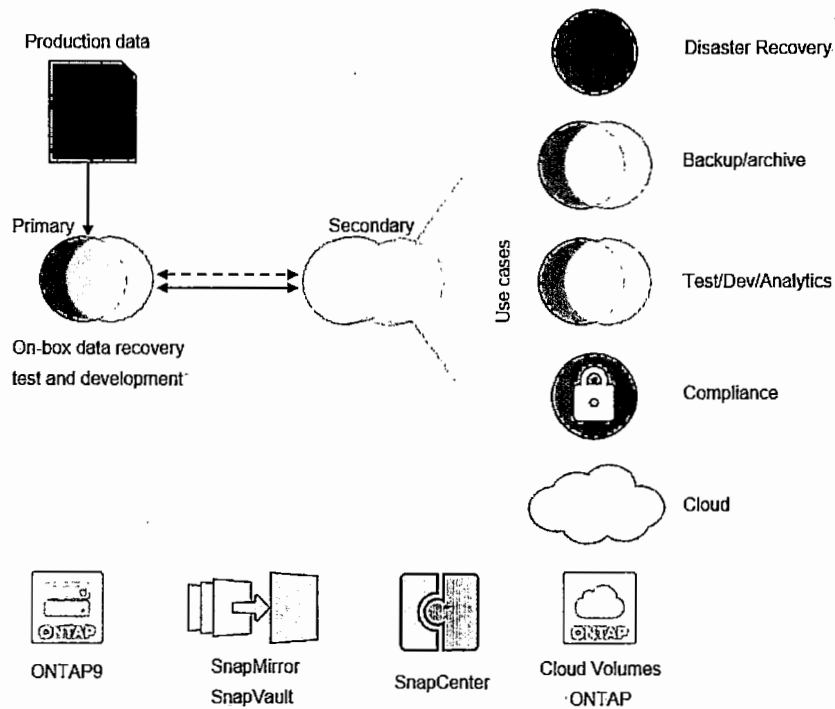 Production data
Disaster Recovery
Backup/archive
Primary
Secondary
Use cases
Test/Dev/Analytics
On-box data recovery
test and development
Compliance
Cloud
ONTAP
ONTAP
ONTAP9
SnapMirror
SnapVault
SnapCenter
Cloud Volumes
ONTAP